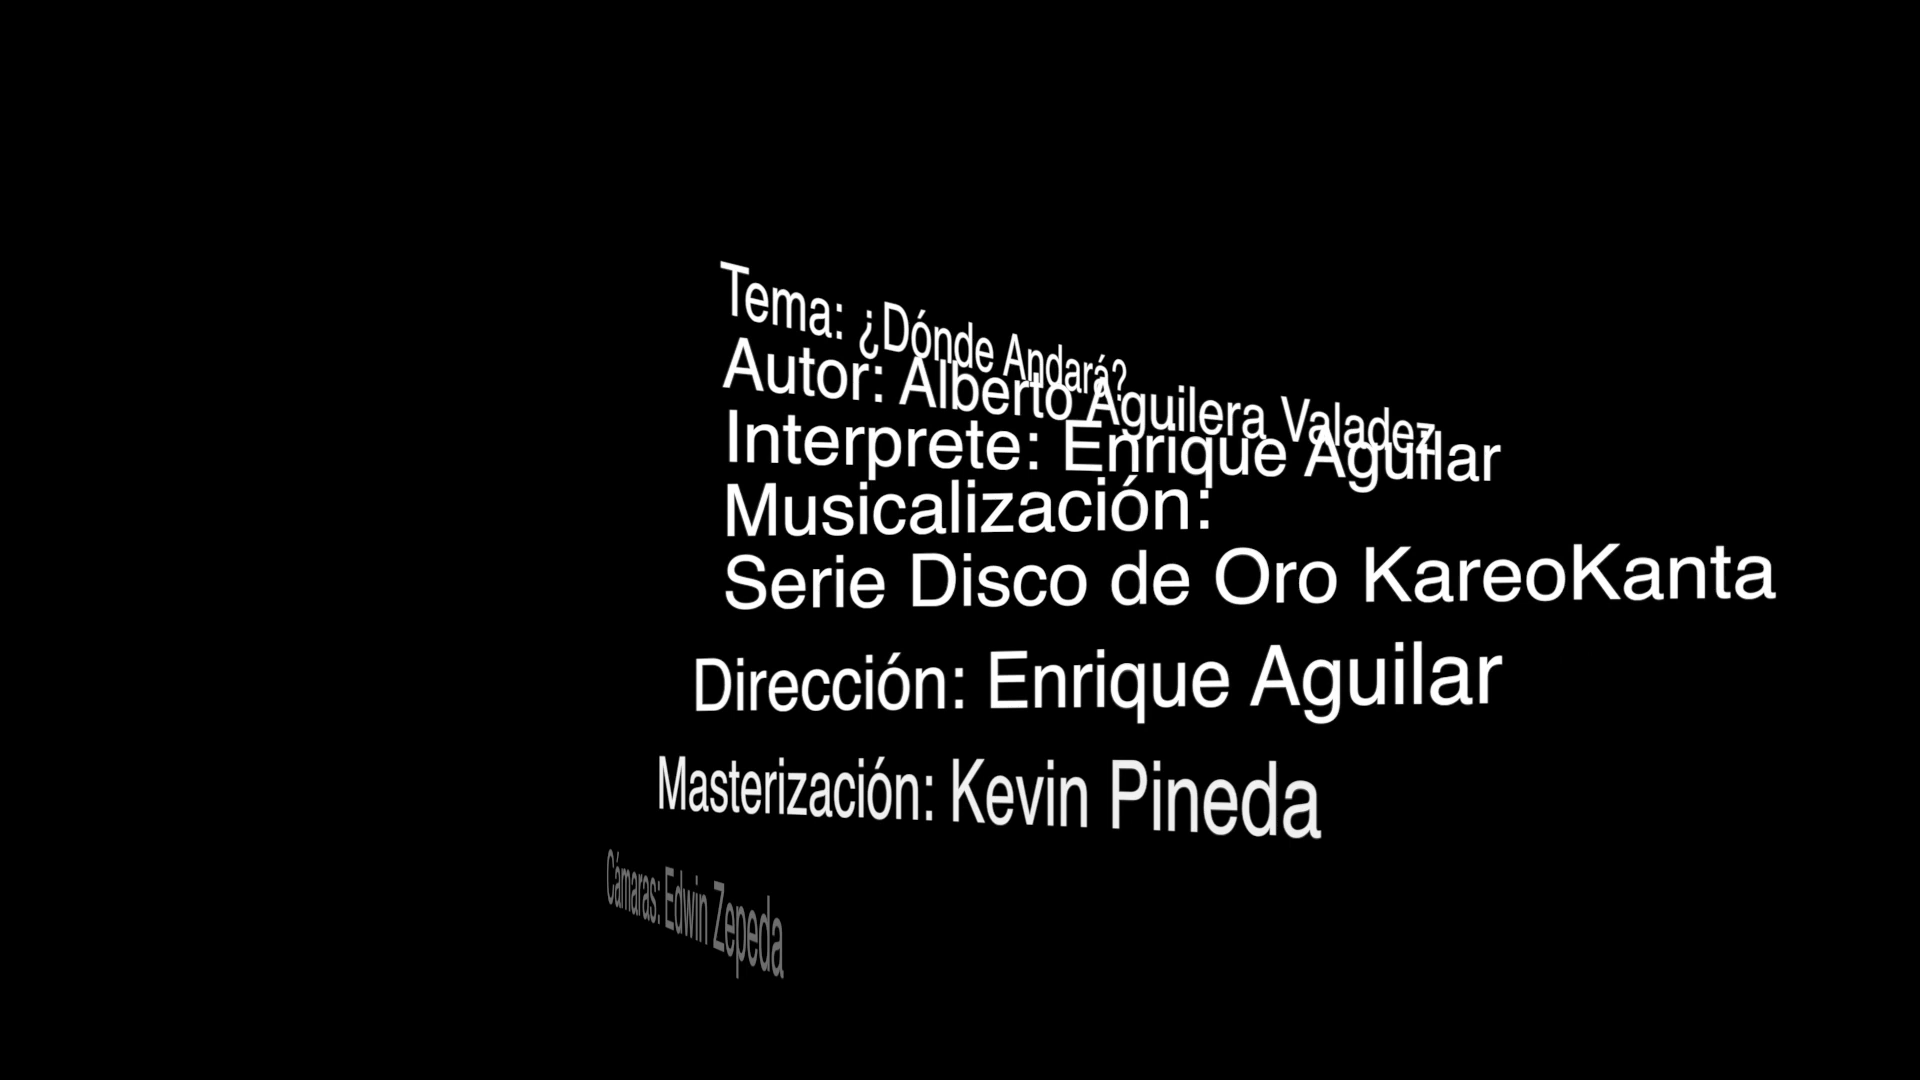 Tema: ¿Dónde Andará?
Autor: Alberto Aguilera Valadez
Interprete: Enrique Aguilar
Musicalización:
Serie Disco de Oro KareoKanta
Dirección: Enrique Aguilar
Masterización: Kevin Pineda
Cámaras: Edwin Zepeda